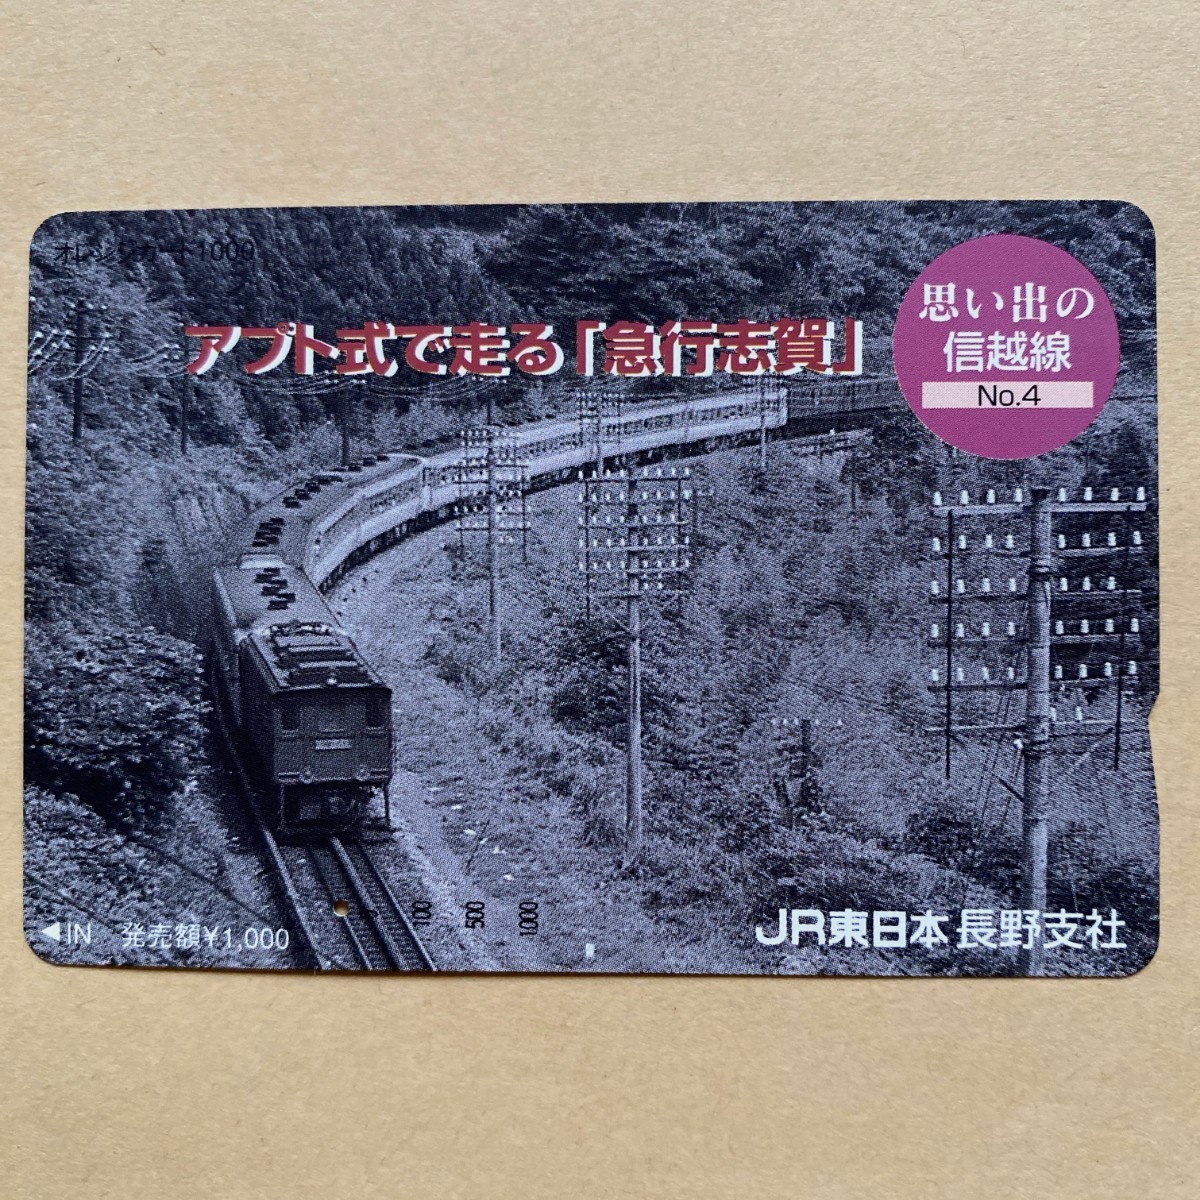 オレンジカード1000
アプト式で走る「急行志賀」
思い出の
信越線
No.4
◀IN 発売額¥1,000
0 100 500 1000
JR東日本 長野支社